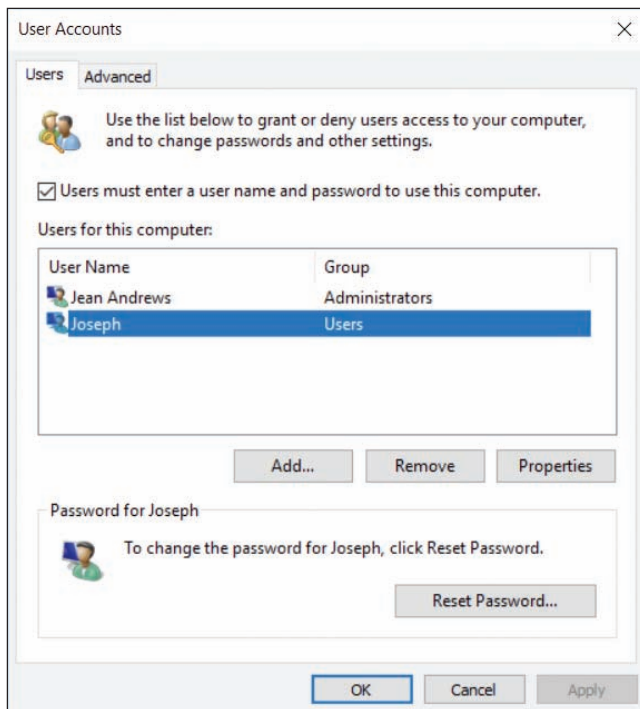 User Accounts
Users
Advanced
Use the list below to grant or deny users access to your computer,
and to change passwords and other settings.
Users must enter a user name and password to use this computer.
Users for this computer:
User Name Group
Jean Andrews Administrators
Joseph Users
Add... Remove Properties
Password for Joseph
To change the password for Joseph, click Reset Password.
Reset Password...
OK Cancel Apply